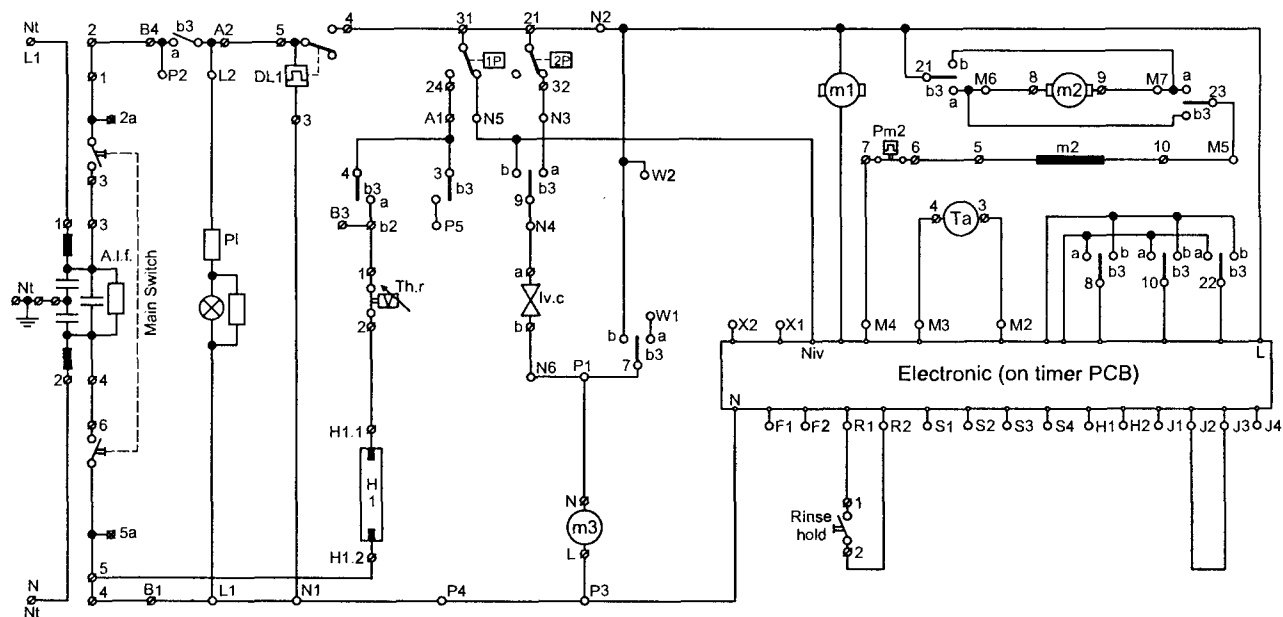 Nt
L1
2
B4
b3
a
A2
5
4
31
21
N2
P2
L2
DL1
1P
2P
1
2a
3
24
32
A1
N5
N3
m1
21
b
b3
a
M6
8
m2
9
M7
a
23
b3
Pm2
7
6
5
m2
10
M5
3
4
b3
a
3
b3
b
a
b3
9
W2
B3
b2
P5
N4
4
Ta
3
1
3
A.l.f.
Main Switch
Pl
Nt
1
Th.r
2
a
Iv.c
b
a
b
b3
8
a
b
b3
10
a
b
b3
22
W1
b
a
b3
7
X2
X1
Niv
M4
M3
M2
L
2
4
N6
P1
Electronic (on timer PCB)
N
6
F1
F2
R1
R2
S1
S2
S3
S4
H1
H2
J1
J2
J3
J4
H1.1
H
1
N
m3
L
Rinse
hold
1
2
5a
H1.2
5
N
Nt
4
B1
L1
N1
P4
P3